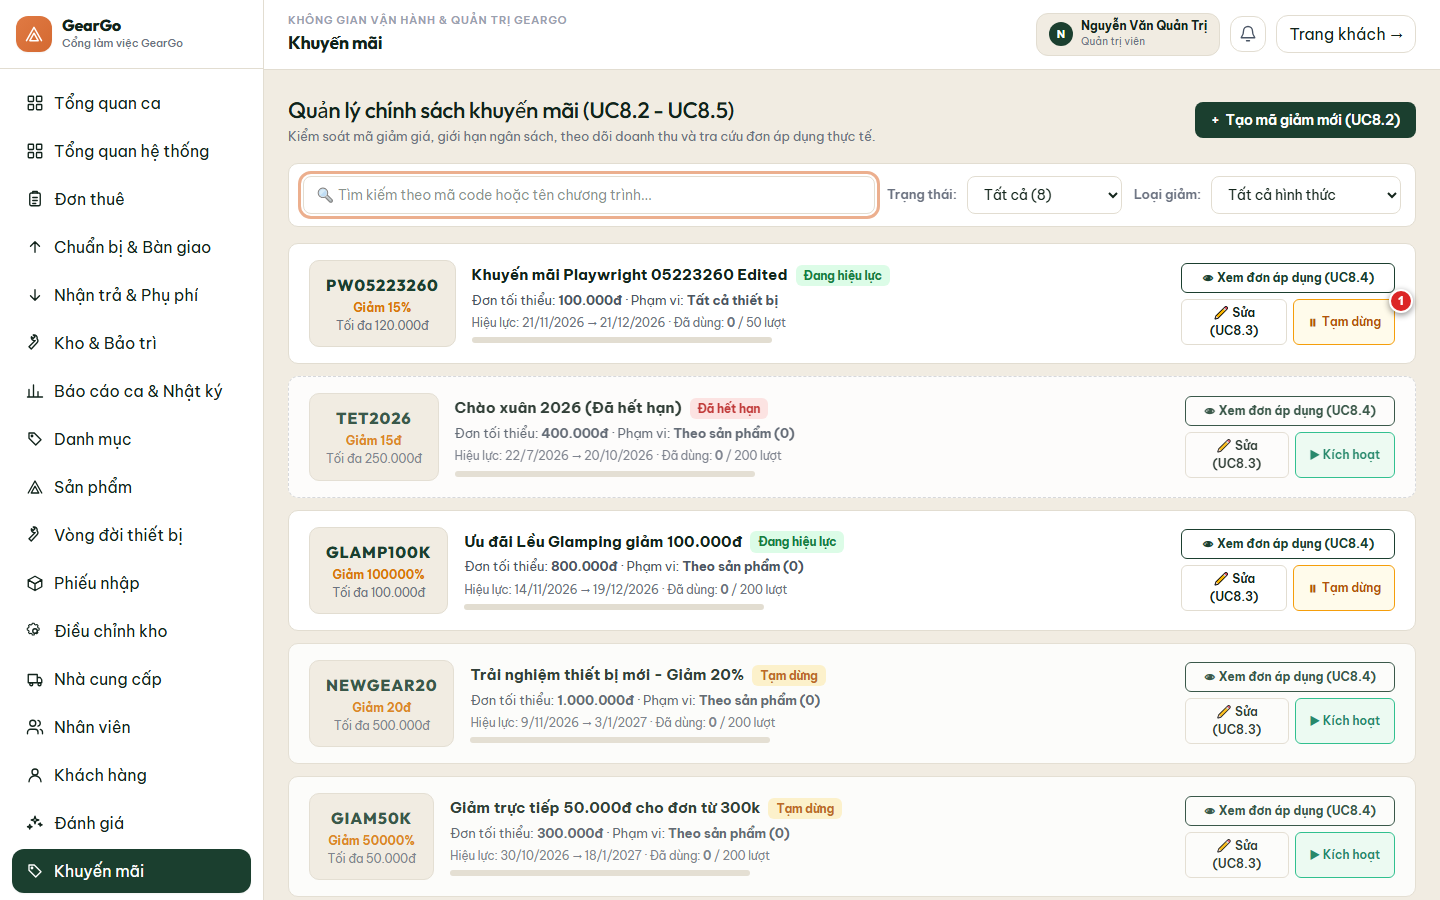 GearGo
Cổng làm việc GearGo
Tổng quan ca
Tổng quan hệ thống
Đơn thuê
Chuẩn bị & Bàn giao
Nhận trả & Phụ phí
Kho & Bảo trì
Báo cáo ca & Nhật ký
Danh mục
Sản phẩm
Vòng đời thiết bị
Phiếu nhập
Điều chỉnh kho
Nhà cung cấp
Nhân viên
Khách hàng
Đánh giá
Khuyến mãi
KHÔNG GIAN VẬN HÀNH & QUẢN TRỊ GEARGO
Khuyến mãi
N
Nguyễn Văn Quản Trị
Quản trị viên
Trang khách →
Quản lý chính sách khuyến mãi (UC8.2 - UC8.5)
Kiểm soát mã giảm giá, giới hạn ngân sách, theo dõi doanh thu và tra cứu đơn áp dụng thực tế.
+ Tạo mã giảm mới (UC8.2)
🔍 Tìm kiếm theo mã code hoặc tên chương trình...
Trạng thái:
Tất cả (8)
Loại giảm:
Tất cả hình thức
PW05223260
Giảm 15%
Tối đa 120.000đ
Khuyến mãi Playwright 05223260 Edited
Đang hiệu lực
Đơn tối thiểu: 100.000đ · Phạm vi: Tất cả thiết bị
Hiệu lực: 21/11/2026 → 21/12/2026 · Đã dùng: 0 / 50 lượt
👁 Xem đơn áp dụng (UC8.4)
✏️ Sửa
(UC8.3)
⏸ Tạm dừng
1
TET2026
Giảm 15đ
Tối đa 250.000đ
Chào xuân 2026 (Đã hết hạn)
Đã hết hạn
Đơn tối thiểu: 400.000đ · Phạm vi: Theo sản phẩm (0)
Hiệu lực: 22/7/2026 → 20/10/2026 · Đã dùng: 0 / 200 lượt
👁 Xem đơn áp dụng (UC8.4)
✏️ Sửa
(UC8.3)
▶ Kích hoạt
GLAMP100K
Giảm 100000%
Tối đa 100.000đ
Ưu đãi Lều Glamping giảm 100.000đ
Đang hiệu lực
Đơn tối thiểu: 800.000đ · Phạm vi: Theo sản phẩm (0)
Hiệu lực: 14/11/2026 → 19/12/2026 · Đã dùng: 0 / 200 lượt
👁 Xem đơn áp dụng (UC8.4)
✏️ Sửa
(UC8.3)
⏸ Tạm dừng
NEWGEAR20
Giảm 20đ
Tối đa 500.000đ
Trải nghiệm thiết bị mới - Giảm 20%
Tạm dừng
Đơn tối thiểu: 1.000.000đ · Phạm vi: Theo sản phẩm (0)
Hiệu lực: 9/11/2026 → 3/1/2027 · Đã dùng: 0 / 200 lượt
👁 Xem đơn áp dụng (UC8.4)
✏️ Sửa
(UC8.3)
▶ Kích hoạt
GIAM50K
Giảm 50000%
Tối đa 50.000đ
Giảm trực tiếp 50.000đ cho đơn từ 300k
Tạm dừng
Đơn tối thiểu: 300.000đ · Phạm vi: Theo sản phẩm (0)
Hiệu lực: 30/10/2026 → 18/1/2027 · Đã dùng: 0 / 200 lượt
👁 Xem đơn áp dụng (UC8.4)
✏️ Sửa
(UC8.3)
▶ Kích hoạt